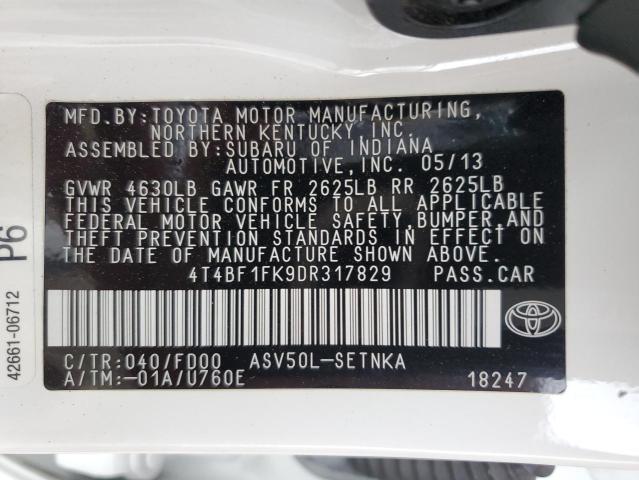 MFD.BY:TOYOTA MOTOR MANUFACTURING,
NORTHERN KENTUCKY,INC.
ASSEMBLED BY:SUBARU OF INDIANA
AUTOMOTIVE,INC. 05/13
GVWR 4630LB GAWR FR 2625LB RR 2625LB
THIS VEHICLE CONFORMS TO ALL APPLICABLE
FEDERAL MOTOR VEHICLE SAFETY,BUMPER,AND
THEFT PREVENTION STANDARDS IN EFFECT ON
THE DATE OF MANUFACTURE SHOWN ABOVE.
4T4BF1FK9DR317829 PASS.CAR
C/TR:040/FD00 ASV50L-SETNKA
A/TM:-01A/U760E 18247
P6
42661-06712